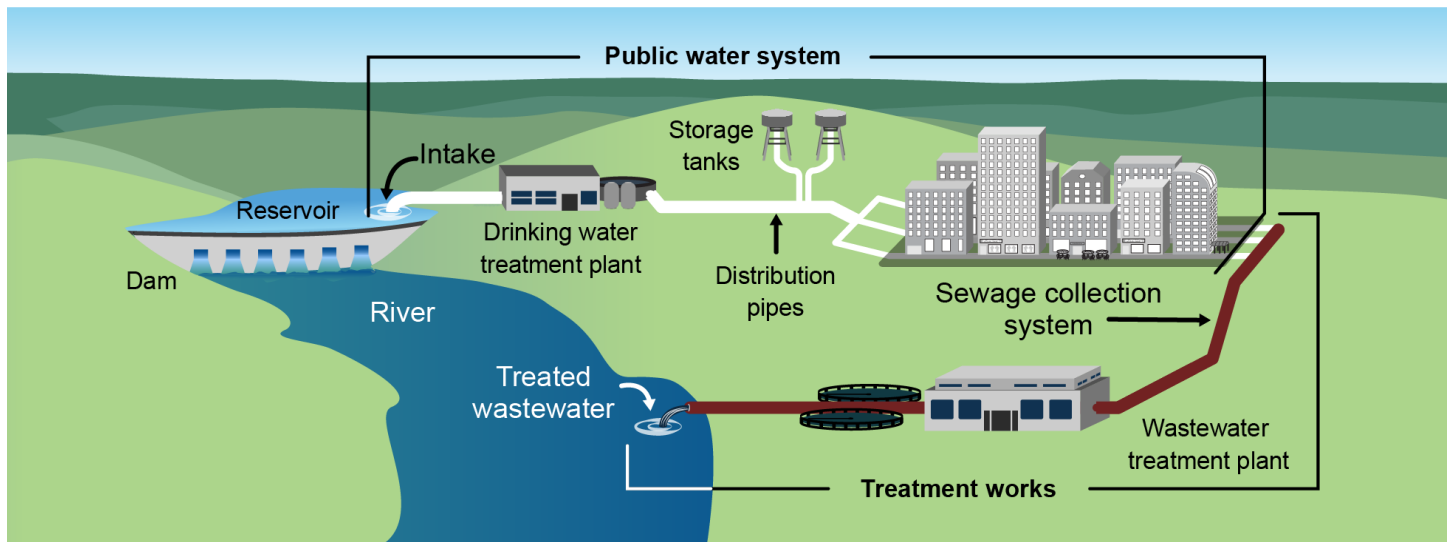 Public water system
Storage
tanks
Intake
Reservoir
Drinking water
treatment plant
Dam
Distribution
pipes
River
Sewage collection
system
Treated
wastewater
Wastewater
treatment plant
Treatment works